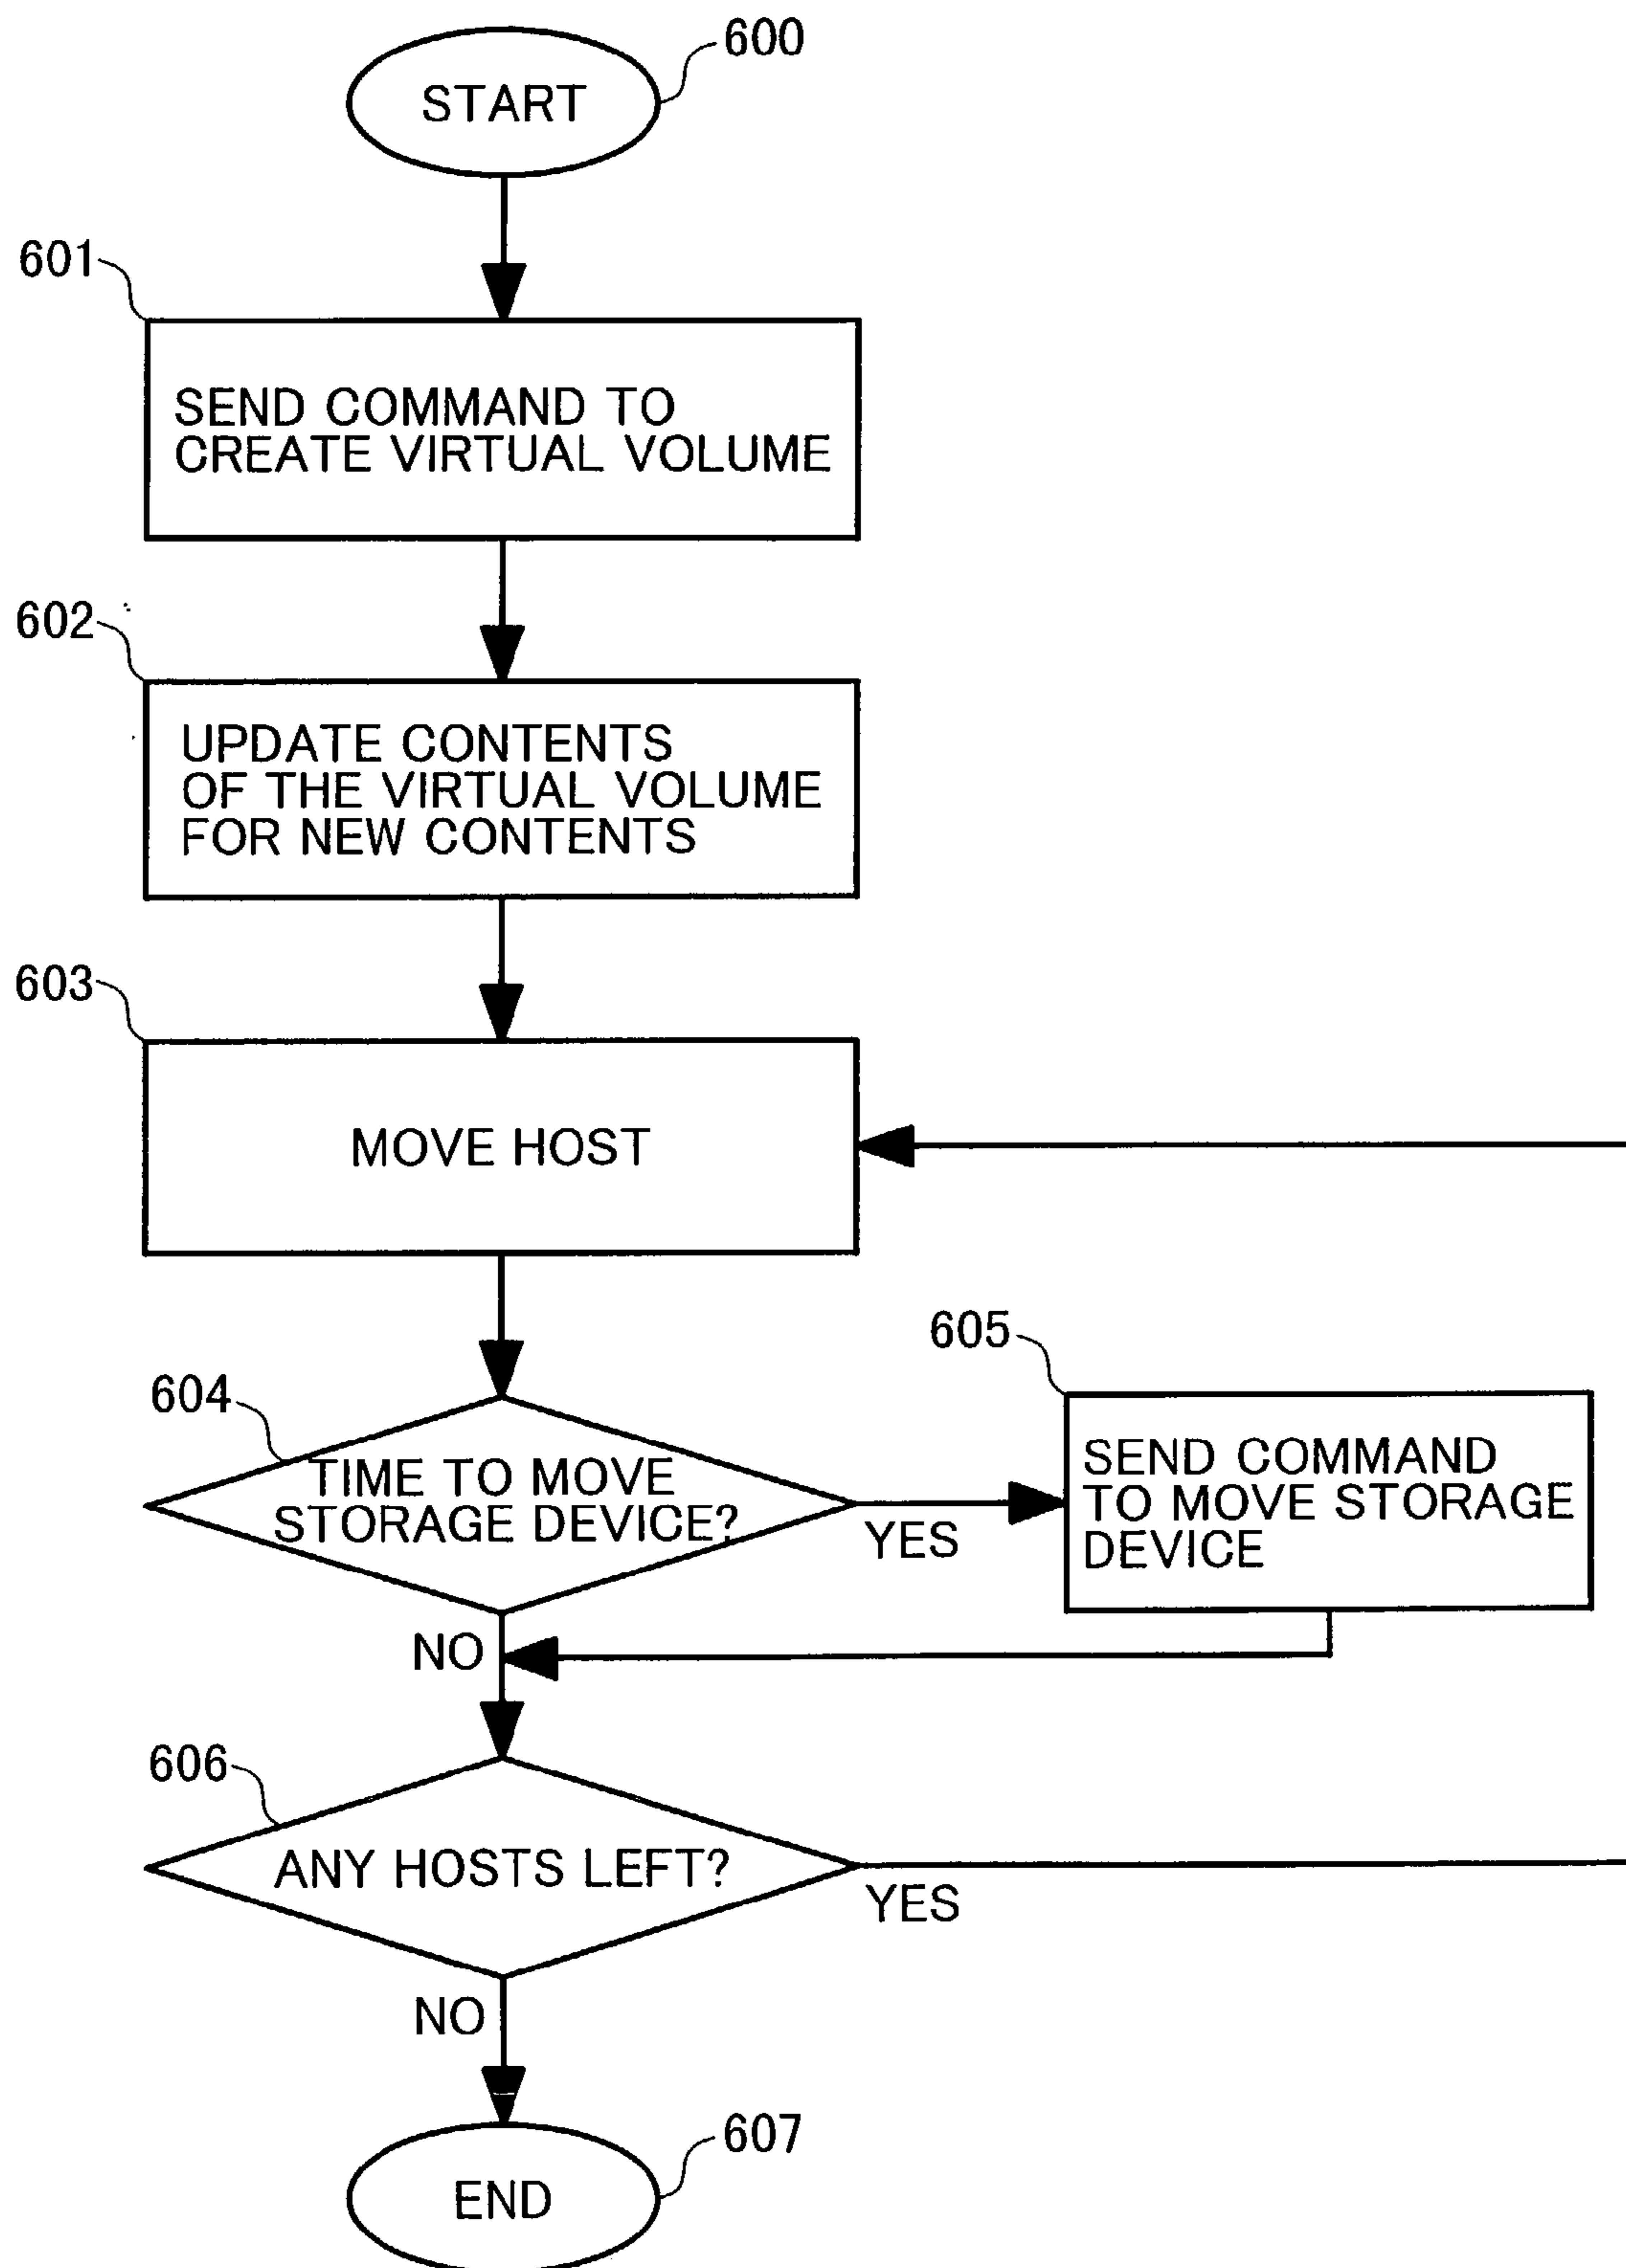 600
START
601
SEND COMMAND TO
CREATE VIRTUAL VOLUME
602
UPDATE CONTENTS
OF THE VIRTUAL VOLUME
FOR NEW CONTENTS
603
MOVE HOST
604
TIME TO MOVE
STORAGE DEVICE?
YES
605
SEND COMMAND
TO MOVE STORAGE
DEVICE
NO
606
ANY HOSTS LEFT?
YES
NO
607
END